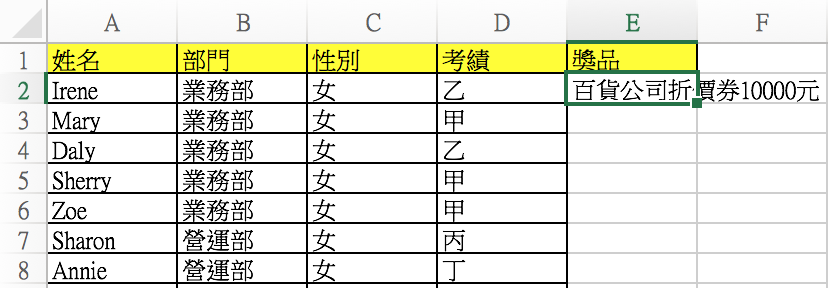 A B C D E F
1 姓名 部門 性別 考績 獎品
2 Irene 業務部 女 乙 百貨公司折價券10000元
3 Mary 業務部 女 甲
4 Daly 業務部 女 乙
5 Sherry 業務部 女 甲
6 Zoe 業務部 女 甲
7 Sharon 營運部 女 丙
8 Annie 營運部 女 丁